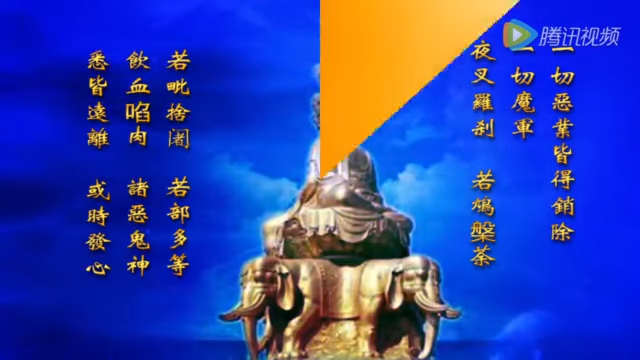 腾讯视频
一切惡業皆得銷除
一切魔軍
夜叉羅刹 若鳩槃荼
若毗捨闍 若部多等
飲血啗肉 諸惡鬼神
悉皆遠離 或時發心